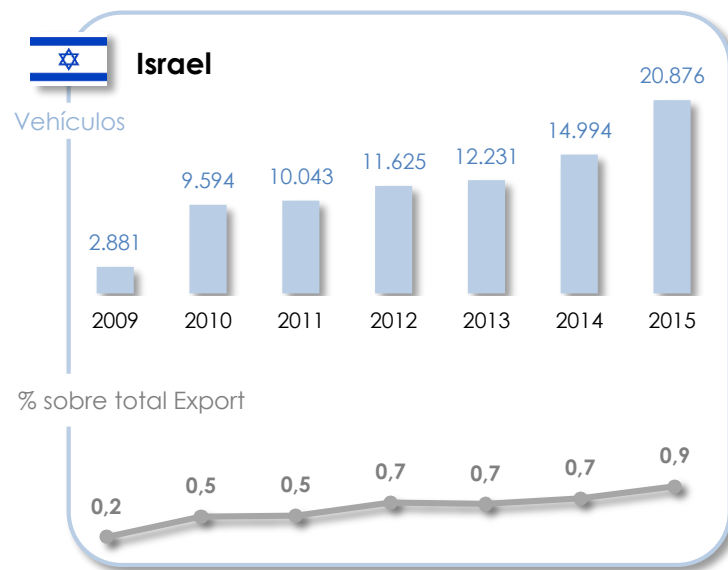 Israel
Vehículos
2.881
9.594
10.043
11.625
12.231
14.994
20.876
2009 2010 2011 2012 2013 2014 2015
% sobre total Export
0,2 0,5 0,5 0,7 0,7 0,7 0,9